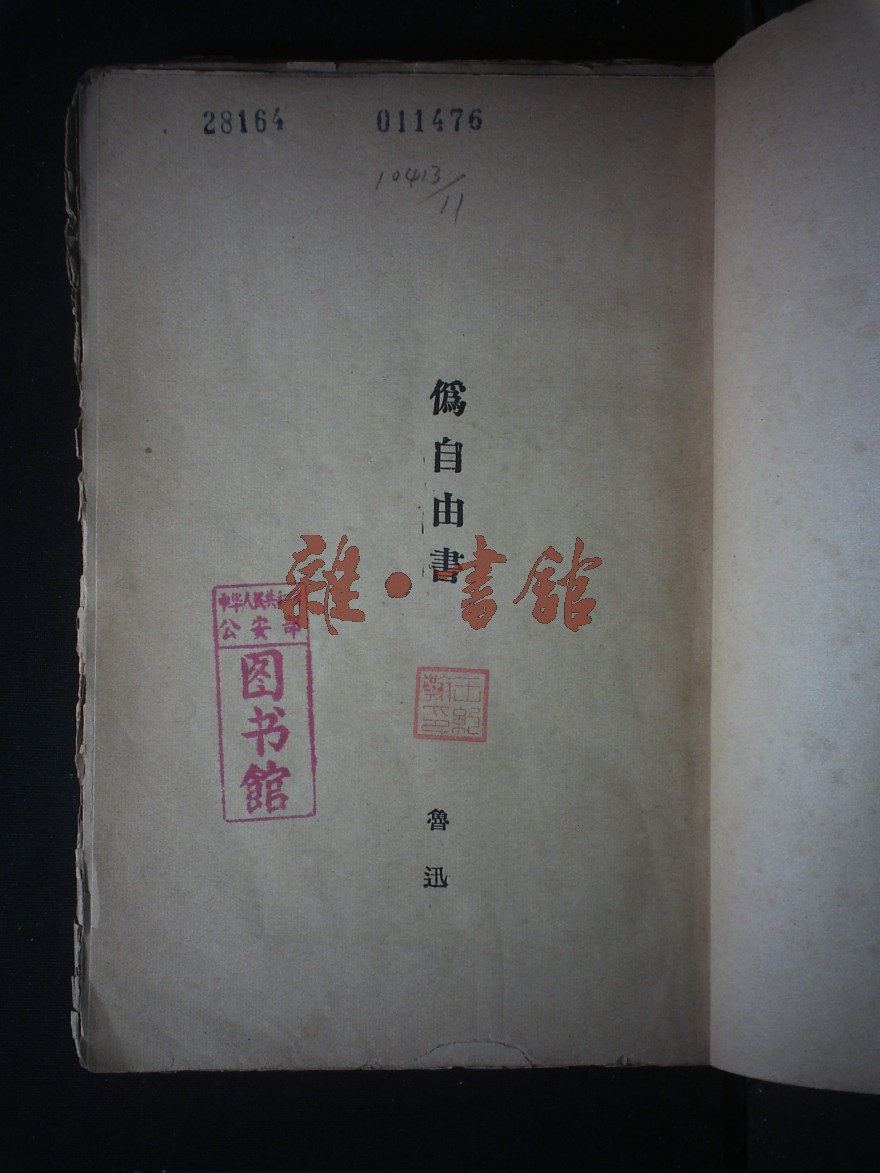 28164 011476
10413/11
僞自由書
雜·書館
中华人民共和国
公安部
图书馆
魯迅